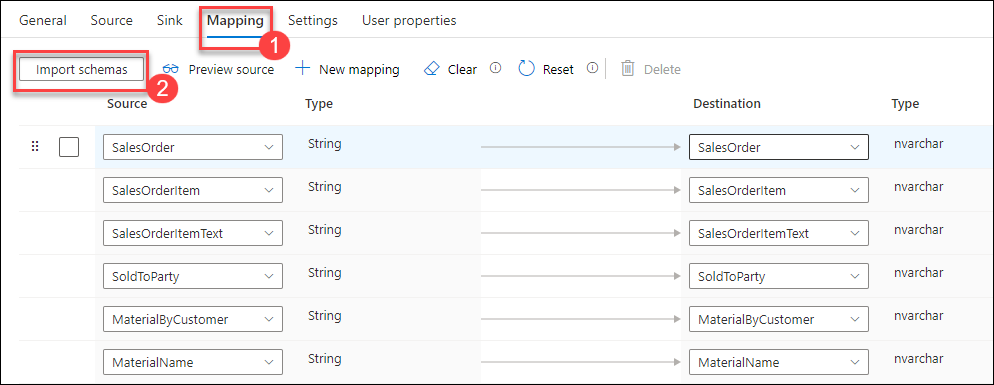 General Source Sink Mapping Settings User properties
1
Import schemas Preview source New mapping Clear Reset Delete
2
Source Type Destination Type
SalesOrder String SalesOrder nvarchar
SalesOrderItem String SalesOrderItem nvarchar
SalesOrderItemText String SalesOrderItemText nvarchar
SoldToParty String SoldToParty nvarchar
MaterialByCustomer String MaterialByCustomer nvarchar
MaterialName String MaterialName nvarchar